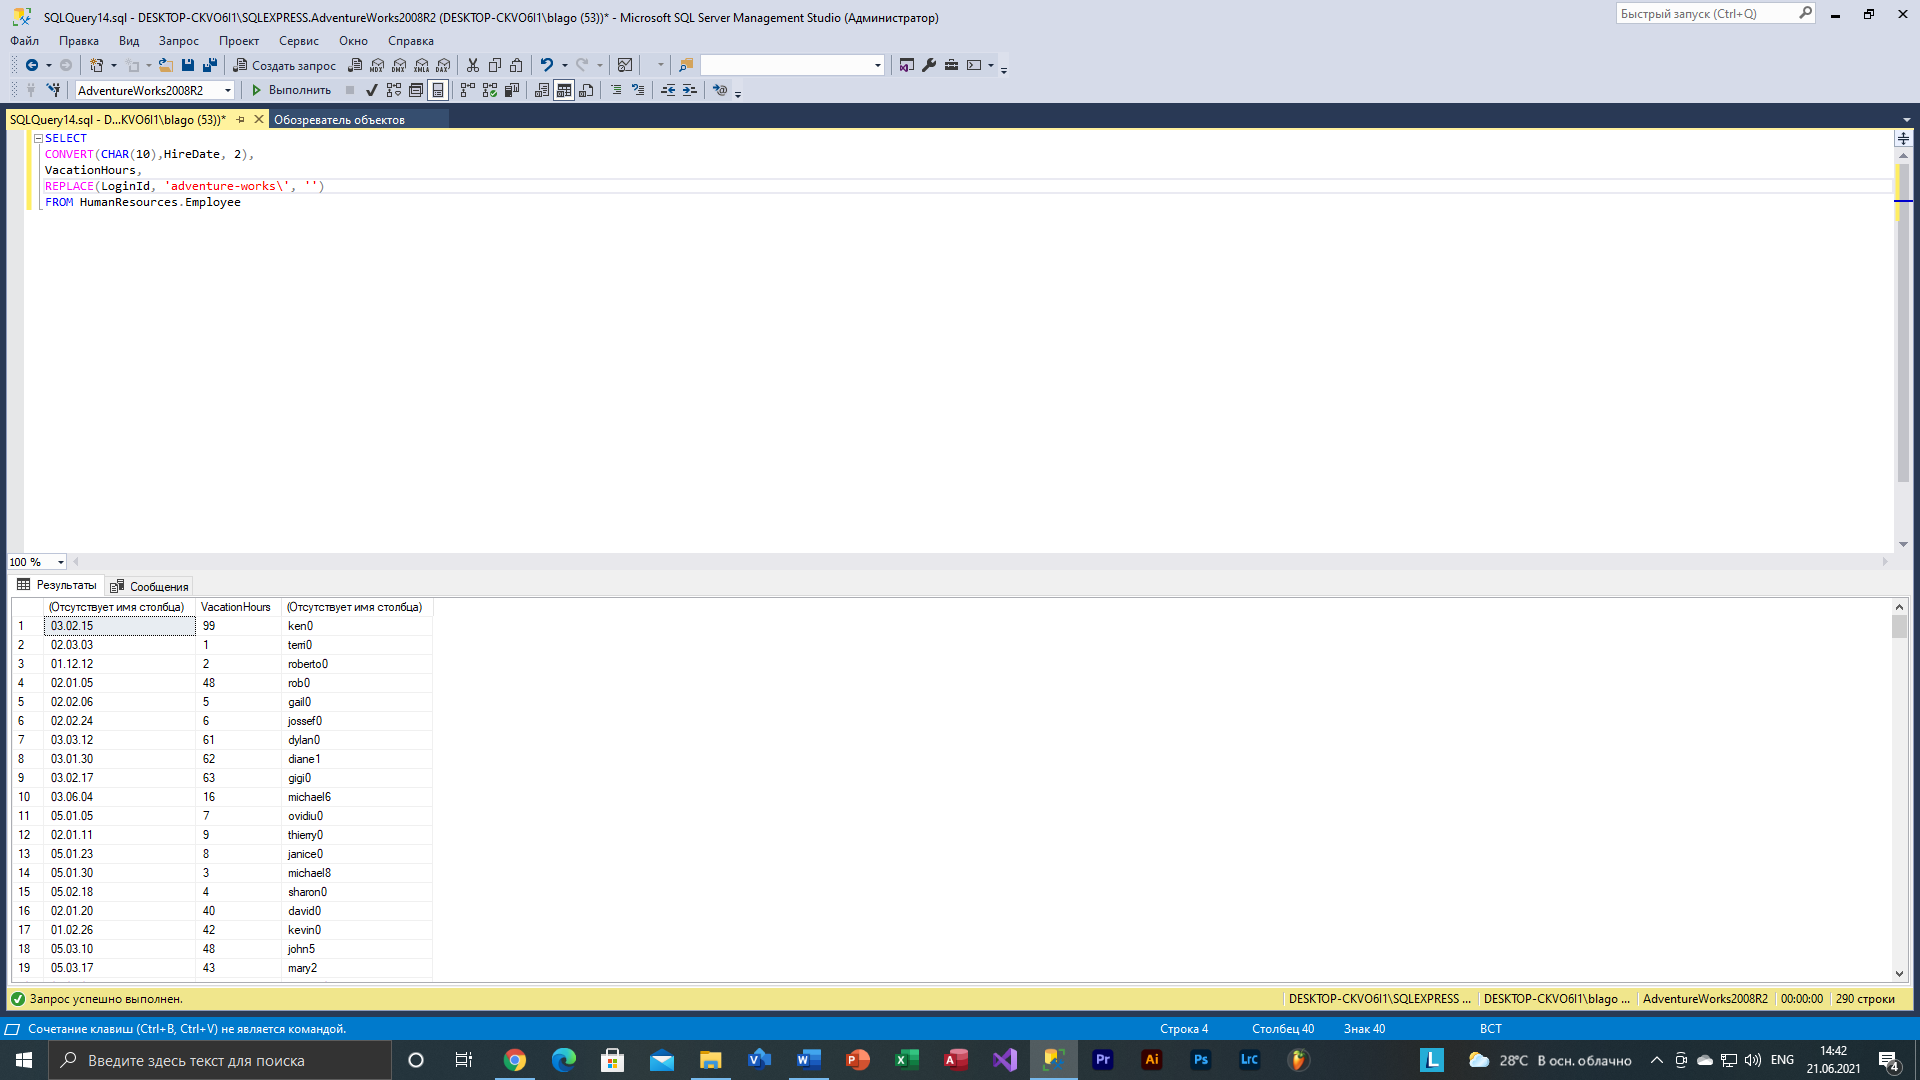 SQLQuery14.sql - DESKTOP-CKVO6I1\SQLEXPRESS.AdventureWorks2008R2 (DESKTOP-CKVO6I1\blago (53))* - Microsoft SQL Server Management Studio (Администратор)
Быстрый запуск (Ctrl+Q)
Файл Правка Вид Запрос Проект Сервис Окно Справка
Создать запрос MDX DMX XMLA DAX
AdventureWorks2008R2 Выполнить
SQLQuery14.sql - D...KVO6I1\blago (53))* Обозреватель объектов
SELECT
CONVERT(CHAR(10),HireDate, 2),
VacationHours,
REPLACE(LoginId, 'adventure-works\', '')
FROM HumanResources.Employee
100 %
Результаты Сообщения
(Отсутствует имя столбца) VacationHours (Отсутствует имя столбца)
1 03.02.15 99 ken0
2 02.03.03 1 terri0
3 01.12.12 2 roberto0
4 02.01.05 48 rob0
5 02.02.06 5 gail0
6 02.02.24 6 jossef0
7 03.03.12 61 dylan0
8 03.01.30 62 diane1
9 03.02.17 63 gigi0
10 03.06.04 16 michael6
11 05.01.05 7 ovidiu0
12 02.01.11 9 thierry0
13 05.01.23 8 janice0
14 05.01.30 3 michael8
15 05.02.18 4 sharon0
16 02.01.20 40 david0
17 01.02.26 42 kevin0
18 05.03.10 48 john5
19 05.03.17 43 mary2
Запрос успешно выполнен. DESKTOP-CKVO6I1\SQLEXPRESS ... DESKTOP-CKVO6I1\blago ... AdventureWorks2008R2 00:00:00 290 строки
Сочетание клавиш (Ctrl+B, Ctrl+V) не является командой. Строка 4 Столбец 40 Знак 40 ВСТ
Введите здесь текст для поиска Pr Ai Ps Lrc L 28°C В осн. облачно ENG 14:42
21.06.2021 4